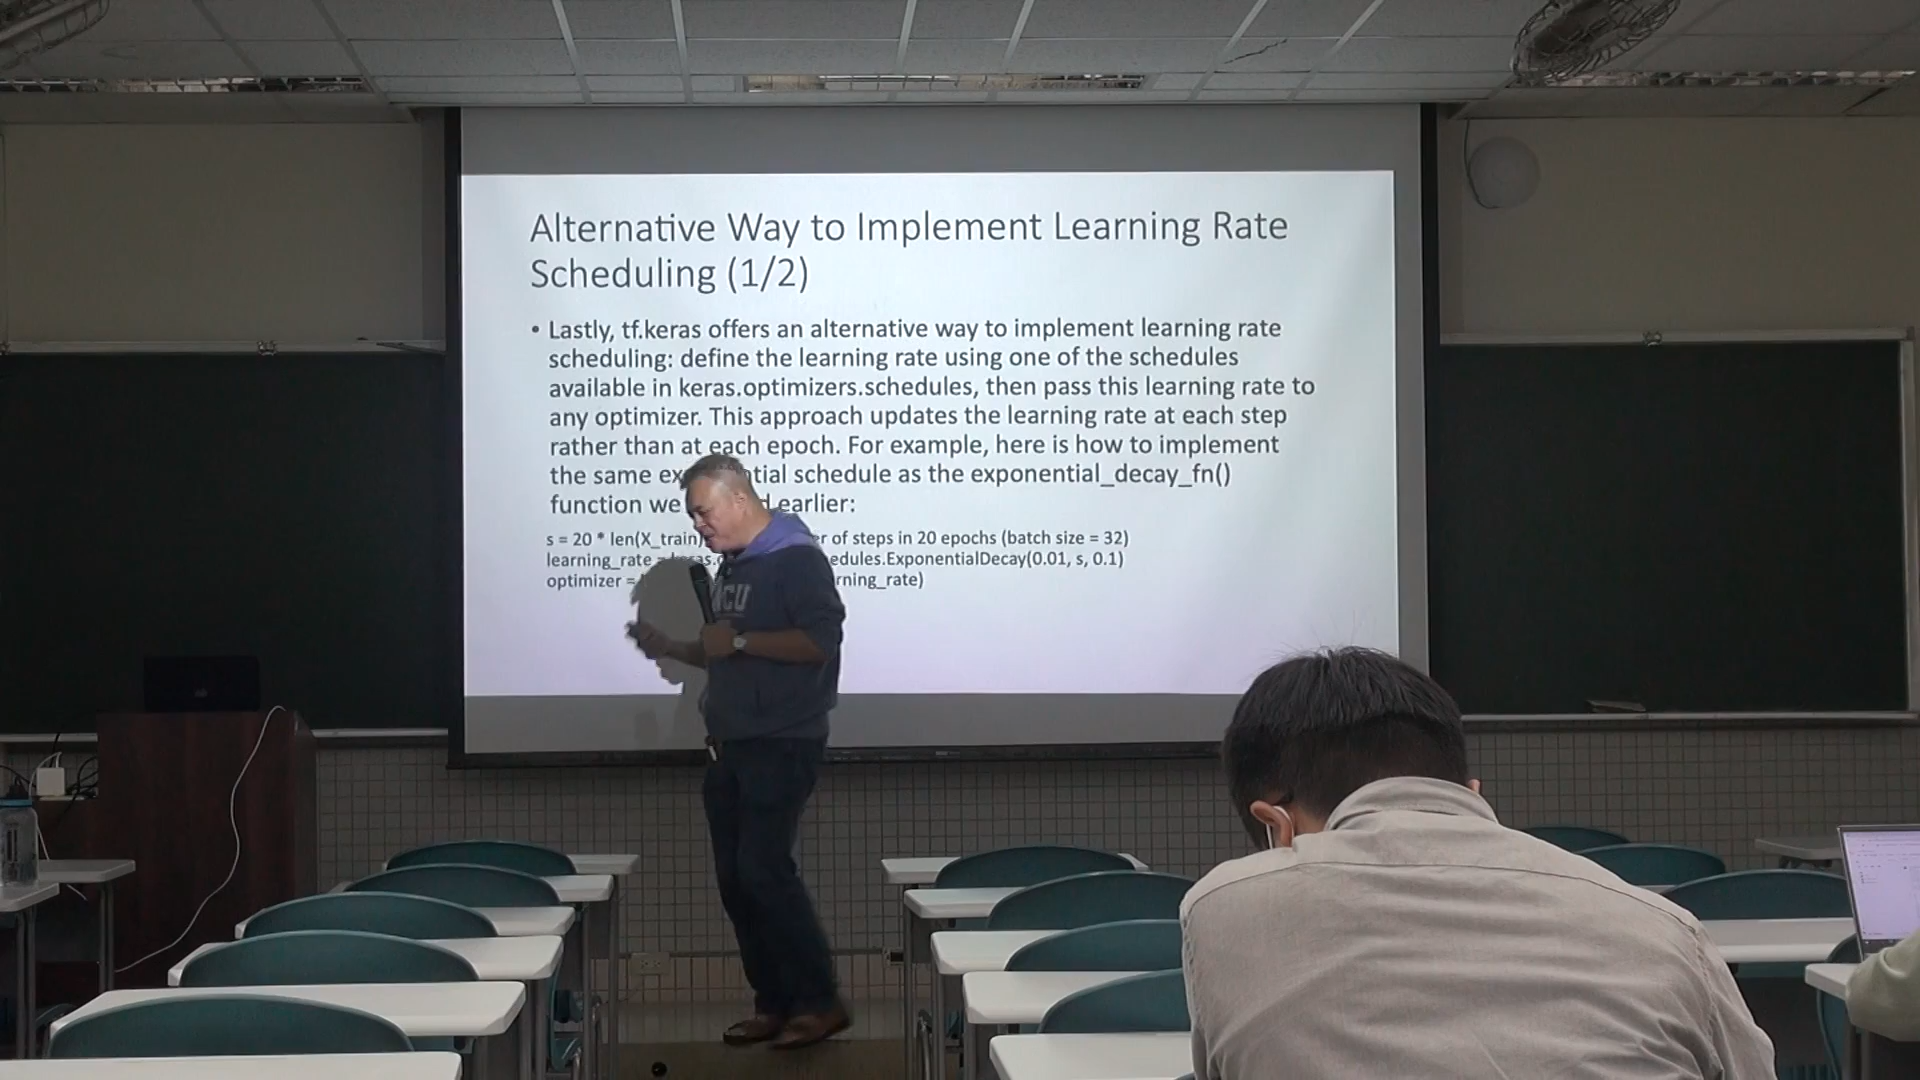 Alternative Way to Implement Learning Rate
Scheduling (1/2)
• Lastly, tf.keras offers an alternative way to implement learning rate
scheduling: define the learning rate using one of the schedules
available in keras.optimizers.schedules, then pass this learning rate to
any optimizer. This approach updates the learning rate at each step
rather than at each epoch. For example, here is how to implement
the same tial schedule as the exponential_decay_fn()
function we earlier:
s = 20 * len(X_train) of steps in 20 epochs (batch size = 32)
learning_rate edules.ExponentialDecay(0.01, s, 0.1)
optimizer = rning_rate)
CU